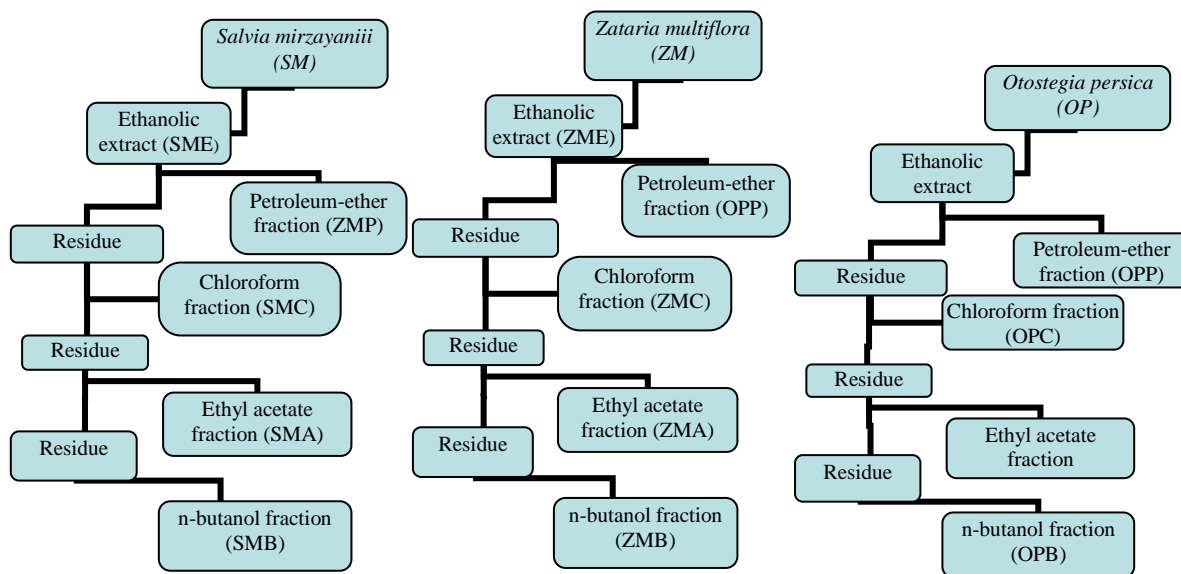 Salvia mirzayanii
(SM)
Ethanolic
extract (SME)
Petroleum-ether
fraction (ZMP)
Residue
Chloroform
fraction (SMC)
Residue
Ethyl acetate
fraction (SMA)
Residue
n-butanol fraction
(SMB)
Zataria multiflora
(ZM)
Ethanolic
extract (ZME)
Petroleum-ether
fraction (OPP)
Residue
Chloroform
fraction (ZMC)
Residue
Ethyl acetate
fraction (ZMA)
Residue
n-butanol fraction
(ZMB)
Otostegia persica
(OP)
Ethanolic
extract
Petroleum-ether
fraction (OPP)
Residue
Chloroform fraction
(OPC)
Residue
Ethyl acetate
fraction
Residue
n-butanol fraction
(OPB)